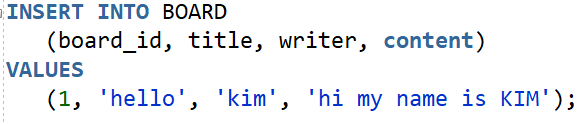 INSERT INTO BOARD
(board_id, title, writer, content)
VALUES
(1, 'hello', 'kim', 'hi my name is KIM');